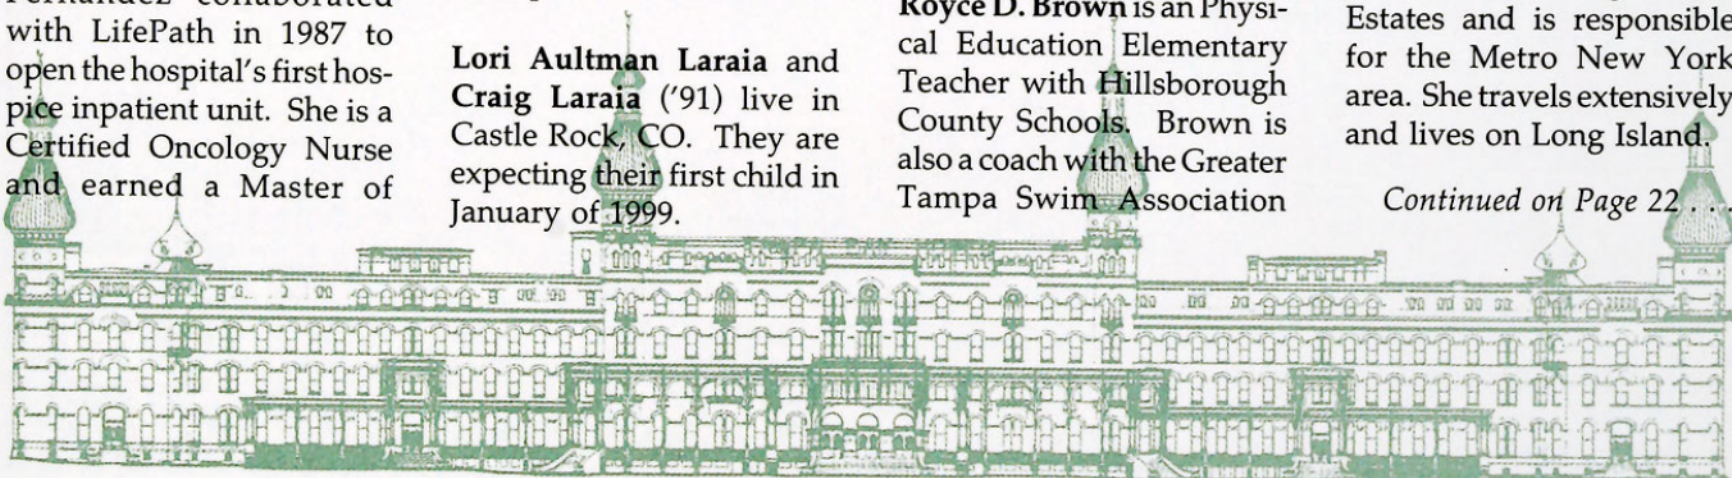 Fernandez collaborated
with LifePath in 1987 to
open the hospital's first hos-
pice inpatient unit. She is a
Certified Oncology Nurse
and earned a Master of
Lori Aultman Laraia and
Craig Laraia ('91) live in
Castle Rock, CO. They are
expecting their first child in
January of 1999.
Royce D. Brown is an Physi-
cal Education Elementary
Teacher with Hillsborough
County Schools. Brown is
also a coach with the Greater
Tampa Swim Association
Estates and is responsible
for the Metro New York
area. She travels extensively
and lives on Long Island.
Continued on Page 22 . . .